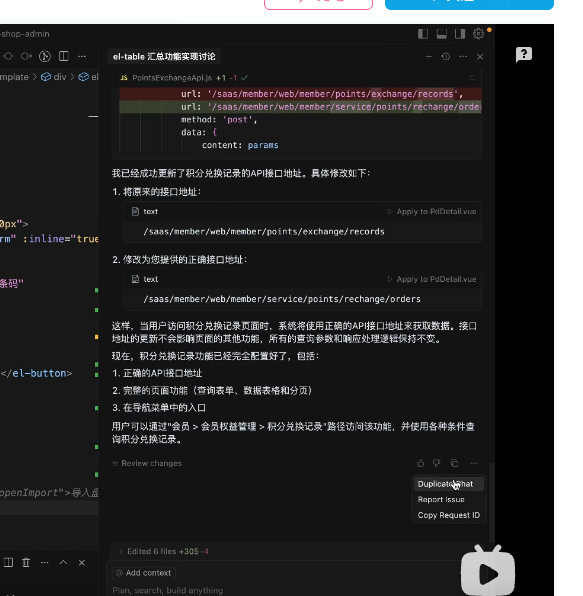 -shop-admin
el-table 汇总功能实现讨论
mplate > div > el
JS PointsExchangeApi.js +1 -1
url: '/saas/member/web/member/points/exchange/records',
url: '/saas/member/web/member/service/points/rechange/orde
method: 'post',
data: {
content: params
我已经成功更新了积分兑换记录的API接口地址。具体修改如下：
1. 将原来的接口地址：
0px">
text
Apply to PdDetail.vue
rm" :inline="true
/saas/member/web/member/points/exchange/records
2. 修改为您提供的正确接口地址：
条码"
text
Apply to PdDetail.vue
/saas/member/web/member/service/points/rechange/orders
这样，当用户访问积分兑换记录页面时，系统将使用正确的API接口地址来获取数据。接口
地址的更新不会影响页面的其他功能，所有的查询参数和响应处理逻辑保持不变。
现在，积分兑换记录功能已经完全配置好了，包括：
</el-button>
1. 正确的API接口地址
2. 完整的页面功能（查询表单、数据表格和分页）
3. 在导航菜单中的入口
用户可以通过"会员 > 会员权益管理 > 积分兑换记录"路径访问该功能，并使用各种条件查
询积分兑换记录。
Review changes
Duplicate Chat
openImport">导入盘
Report Issue
Copy Request ID
Edited 6 files +305 -4
Add context
Plan, search, build anything